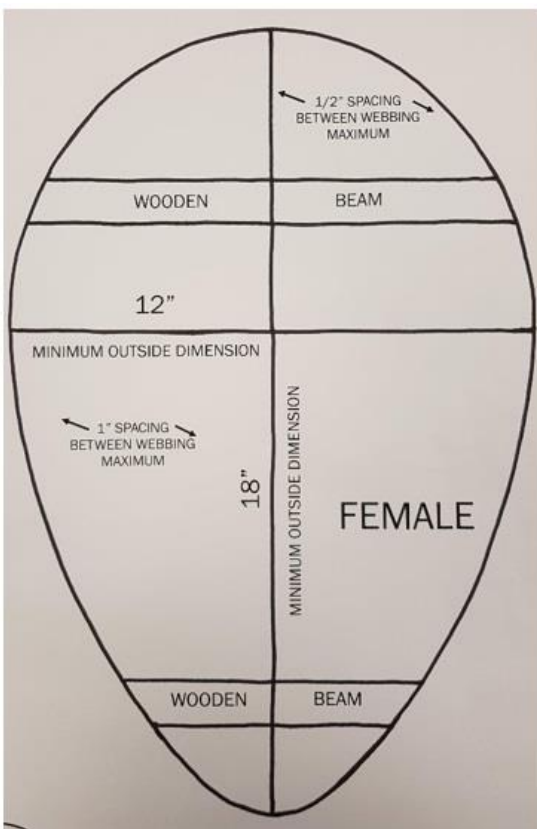 1/2" SPACING
BETWEEN WEBBING
MAXIMUM
WOODEN BEAM
12"
MINIMUM OUTSIDE DIMENSION
1" SPACING
BETWEEN WEBBING
MAXIMUM
18"
MINIMUM OUTSIDE DIMENSION
FEMALE
WOODEN BEAM